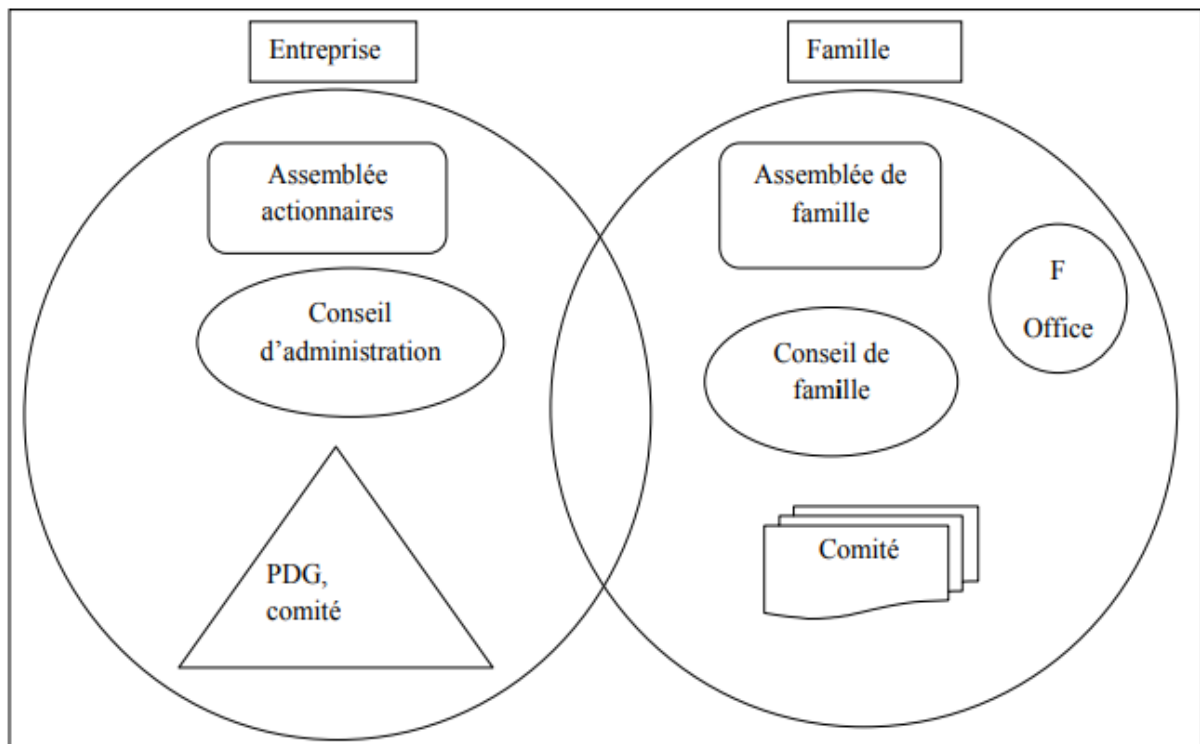 Entreprise
Famille
Assemblée
actionnaires
Conseil
d’administration
PDG,
comité
Assemblée de
famille
F
Office
Conseil de
famille
Comité